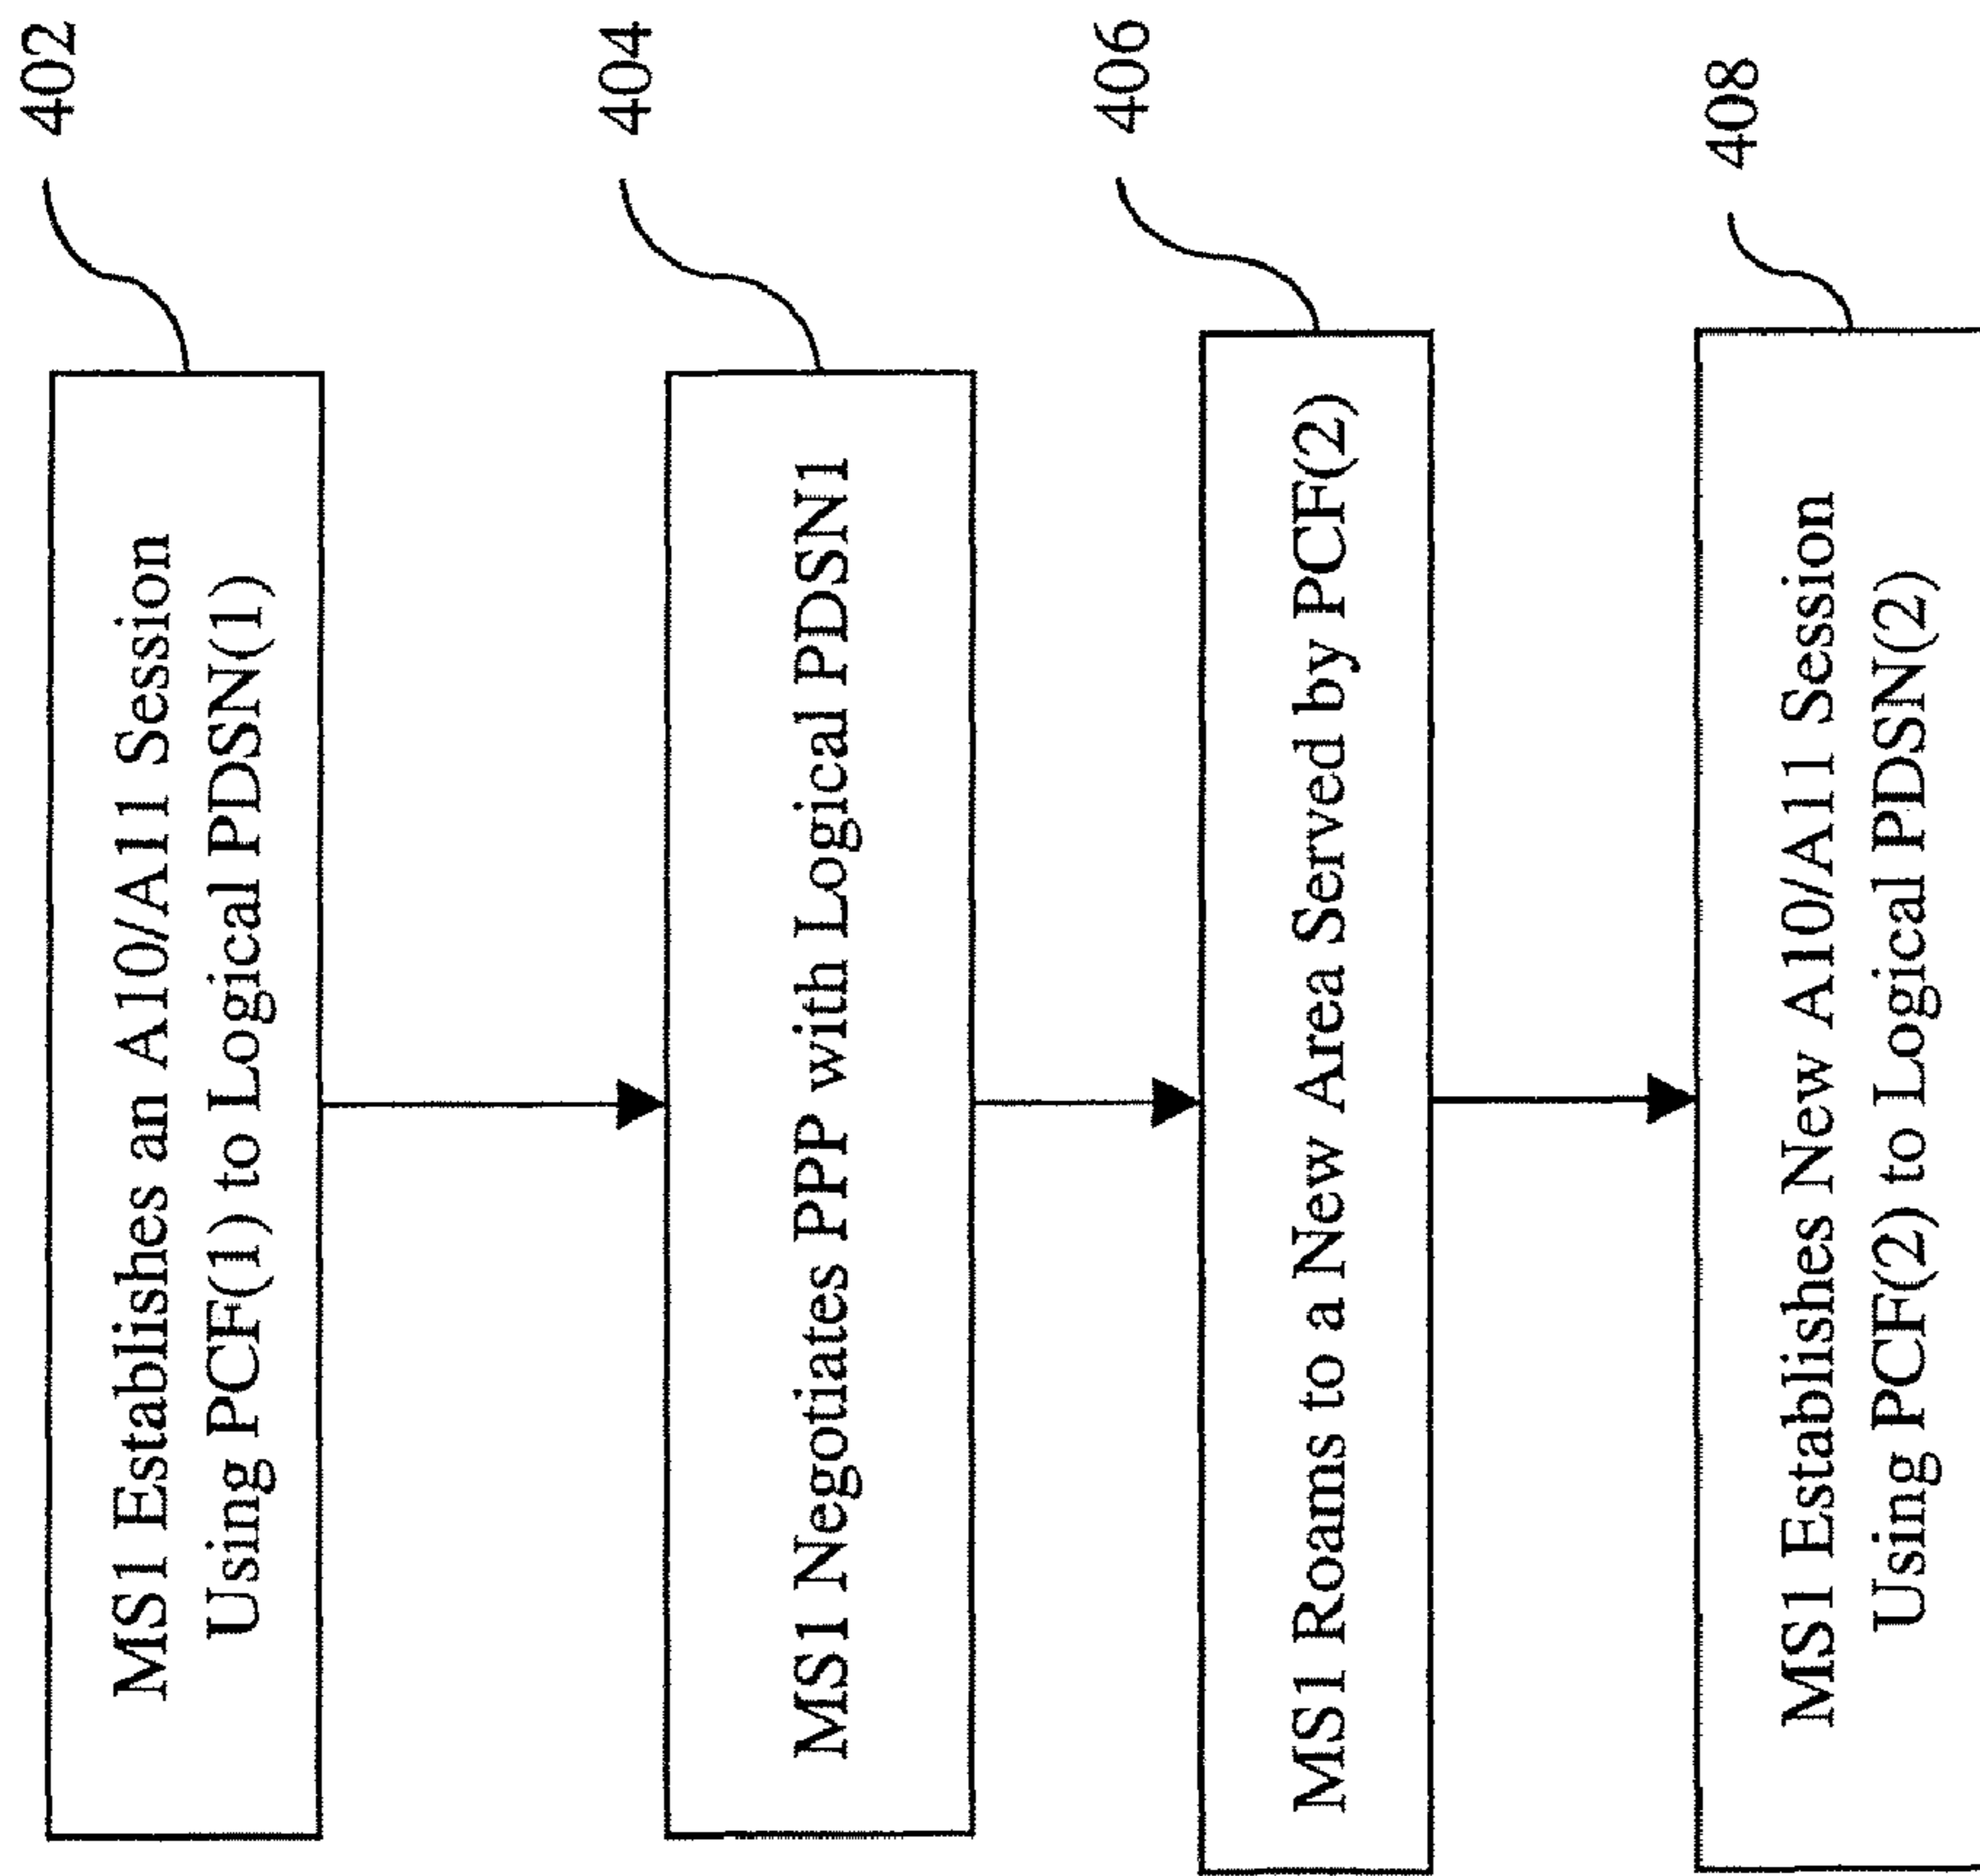 MS1 Establishes an A10/A11 Session
Using PCF(1) to Logical PDSN(1)
402
MS1 Negotiates PPP with Logical PDSN1
404
MS1 Roams to a New Area Served by PCF(2)
406
MS1 Establishes New A10/A11 Session
Using PCF(2) to Logical PDSN(2)
408